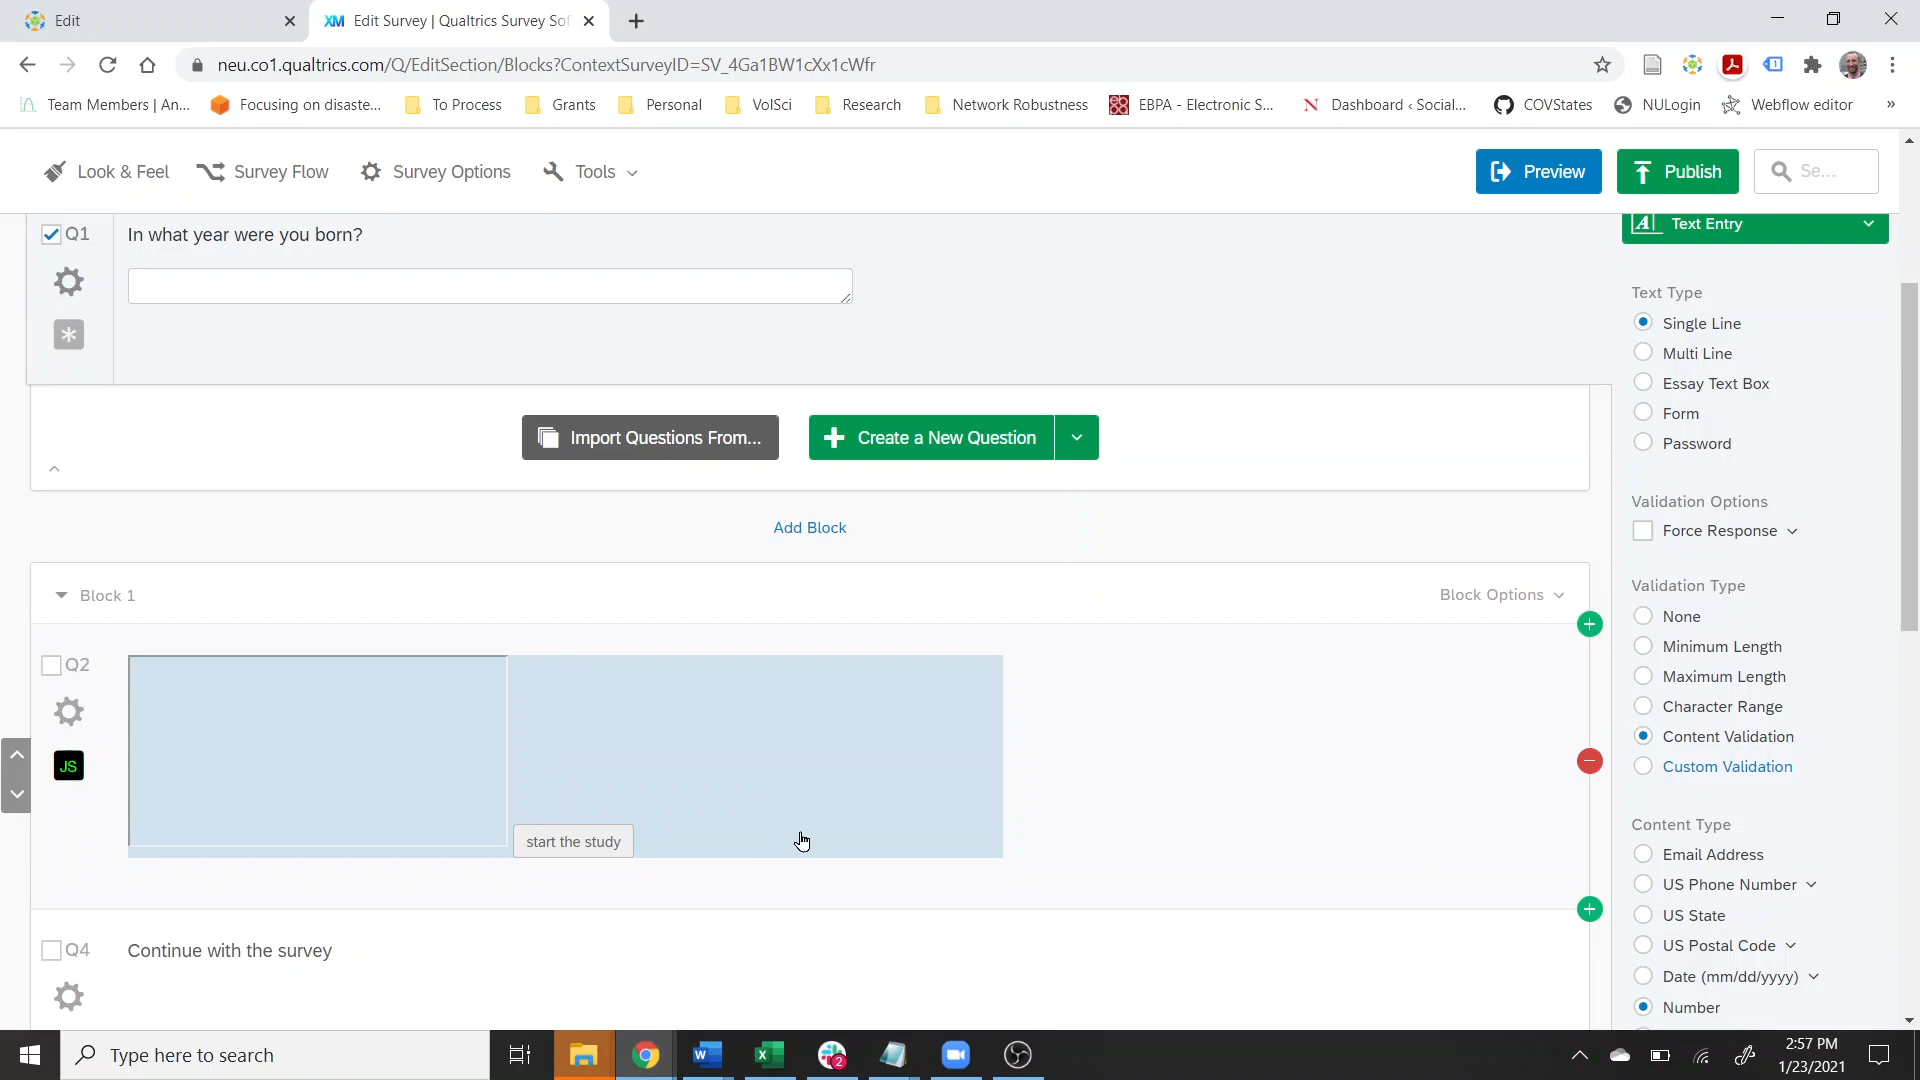 Edit
XM Edit Survey | Qualtrics Survey Sof
neu.co1.qualtrics.com/Q/EditSection/Blocks?ContextSurveyID=SV_4Ga1BW1cXx1cWfr
Team Members | An...
Focusing on disaste...
To Process
Grants
Personal
VolSci
Research
Network Robustness
EBPA - Electronic S...
Dashboard ‹ Social...
COVStates
NULogin
Webflow editor
»
Look & Feel
Survey Flow
Survey Options
Tools
Preview
Publish
Se...
Q1
In what year were you born?
Import Questions From...
Create a New Question
Add Block
Block 1
Block Options
Q2
JS
start the study
Q4
Continue with the survey
A Text Entry
Text Type
Single Line
Multi Line
Essay Text Box
Form
Password
Validation Options
Force Response
Validation Type
None
Minimum Length
Maximum Length
Character Range
Content Validation
Custom Validation
Content Type
Email Address
US Phone Number
US State
US Postal Code
Date (mm/dd/yyyy)
Number
Type here to search
2
2:57 PM
1/23/2021